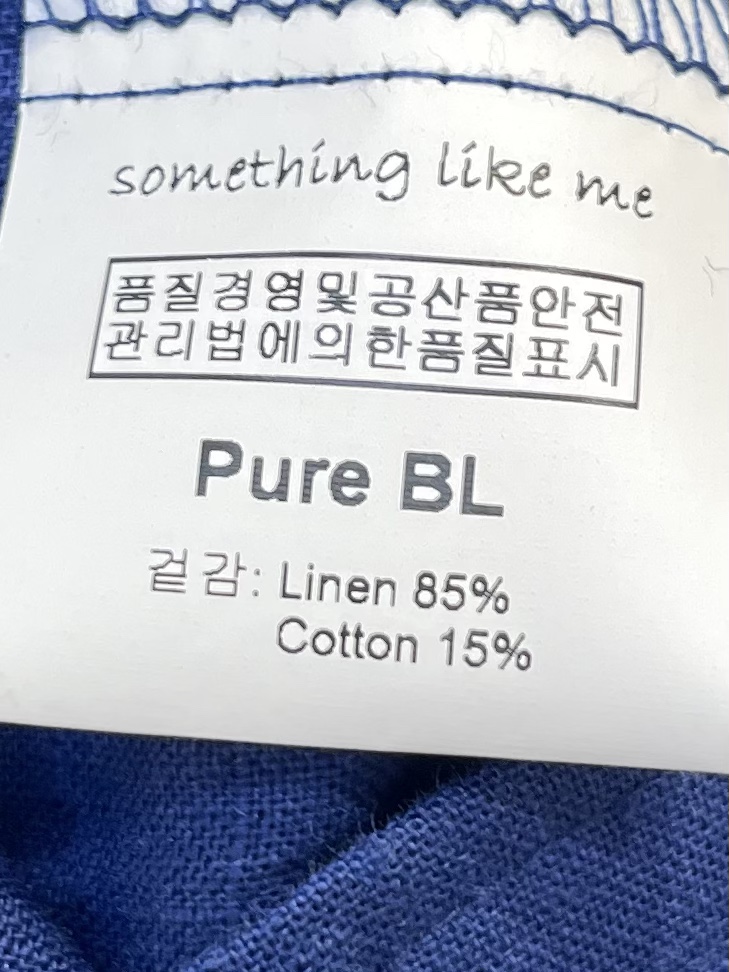 something like me
품질경영및공산품안전
관리법에의한품질표시
Pure BL
겉감: Linen 85%
Cotton 15%